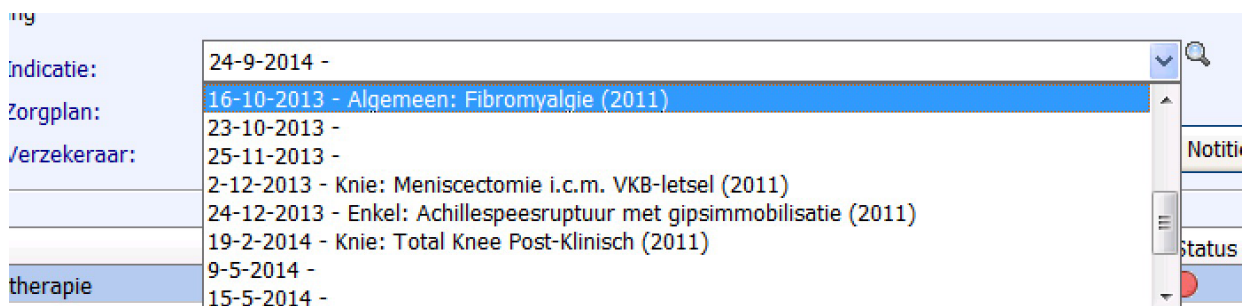 Indicatie:
24-9-2014 -
Zorgplan:
16-10-2013 - Algemeen: Fibromyalgie (2011)
23-10-2013 -
Verzekeraar:
25-11-2013 -
2-12-2013 - Knie: Meniscectomie i.c.m. VKB-letsel (2011)
24-12-2013 - Enkel: Achillespeesruptuur met gipsimmobilisatie (2011)
19-2-2014 - Knie: Total Knee Post-Klinisch (2011)
9-5-2014 -
15-5-2014 -
Notitie
Status
therapie